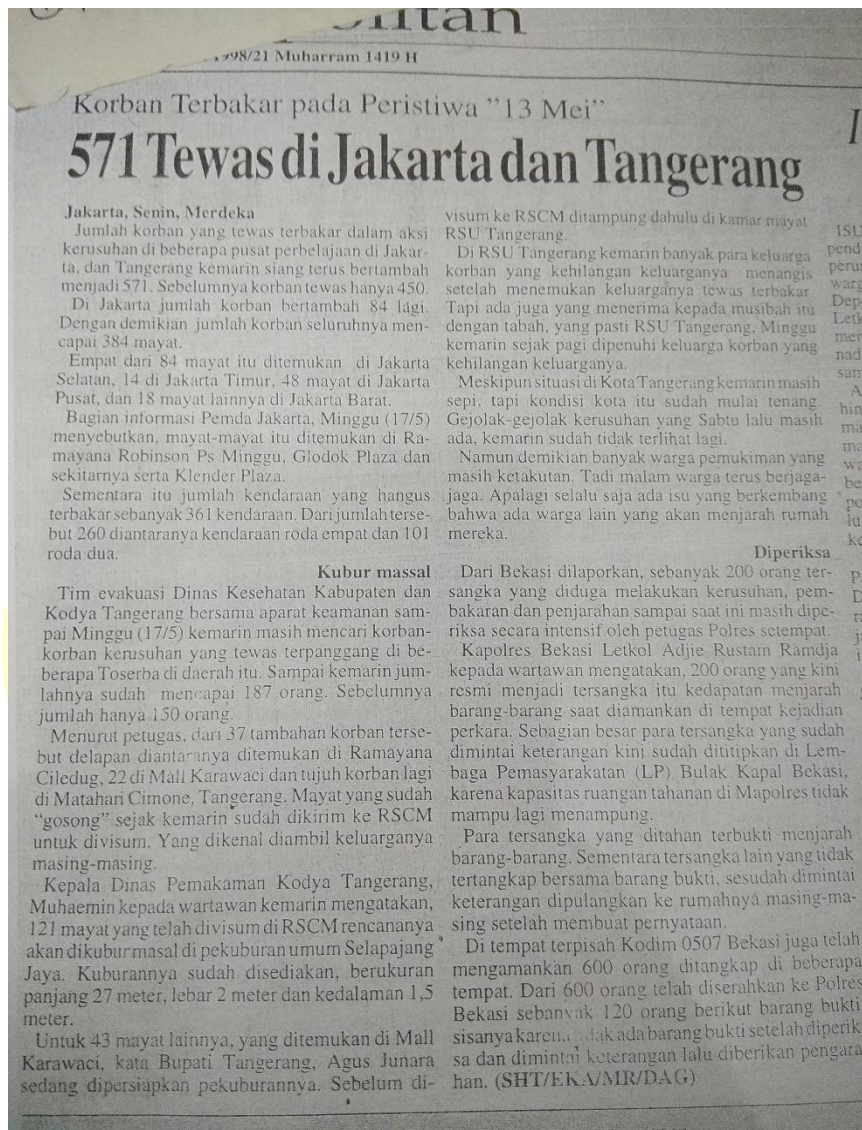 1998/21 Muharram 1419 H
Korban Terbakar pada Peristiwa "13 Mei"
571 Tewas di Jakarta dan Tangerang
Jakarta, Senin, Merdeka
Jumlah korban yang tewas terbakar dalam aksi
kerusuhan di beberapa pusat perbelajaan di Jakar-
ta, dan Tangerang kemarin siang terus bertambah
menjadi 571. Sebelumnya korban tewas hanya 450.
Di Jakarta jumlah korban bertambah 84 lagi.
Dengan demikian jumlah korban seluruhnya men-
capai 384 mayat.
Empat dari 84 mayat itu ditemukan di Jakarta
Selatan, 14 di Jakarta Timur, 48 mayat di Jakarta
Pusat, dan 18 mayat lainnya di Jakarta Barat.
Bagian informasi Pemda Jakarta, Minggu (17/5)
menyebutkan, mayat-mayat itu ditemukan di Ra-
mayana Robinson Ps Minggu, Glodok Plaza dan
sekitarnya serta Klender Plaza.
Sementara itu jumlah kendaraan yang hangus
terbakar sebanyak 361 kendaraan. Dari jumlah terse-
but 260 diantaranya kendaraan roda empat dan 101
roda dua.
Kubur massal
Tim evakuasi Dinas Kesehatan Kabupaten dan
Kodya Tangerang bersama aparat keamanan sam-
pai Minggu (17/5) kemarin masih mencari korban-
korban kerusuhan yang tewas terpanggang di be-
berapa Toserba di daerah itu. Sampai kemarin jum-
lahnya sudah mencapai 187 orang. Sebelumnya
jumlah hanya 150 orang.
Menurut petugas, dari 37 tambahan korban terse-
but delapan diantaranya ditemukan di Ramayana
Ciledug, 22 di Mall Karawaci dan tujuh korban lagi
di Matahari Cimone, Tangerang. Mayat yang sudah
"gosong" sejak kemarin sudah dikirim ke RSCM
untuk divisum. Yang dikenal diambil keluarganya
masing-masing.
Kepala Dinas Pemakaman Kodya Tangerang,
Muhaemin kepada wartawan kemarin mengatakan,
121 mayat yang telah divisum di RSCM rencananya
akan dikubur masal di pekuburan umum Selapajang
Jaya. Kuburannya sudah disediakan, berukuran
panjang 27 meter, lebar 2 meter dan kedalaman 1,5
meter.
Untuk 43 mayat lainnya, yang ditemukan di Mall
Karawaci, kata Bupati Tangerang, Agus Junara
sedang dipersiapkan pekuburannya. Sebelum di-
visum ke RSCM ditampung dahulu di kamar mayat
RSU Tangerang.
Di RSU Tangerang kemarin banyak para keluarga
korban yang kehilangan keluarganya menangis
setelah menemukan keluarganya tewas terbakar.
Tapi ada juga yang menerima kepada musibah itu
dengan tabah, yang pasti RSU Tangerang, Minggu
kemarin sejak pagi dipenuhi keluarga korban yang
kehilangan keluarganya.
Meskipun situasi di Kota Tangerang kemarin masih
sepi, tapi kondisi kota itu sudah mulai tenang.
Gejolak-gejolak kerusuhan yang Sabtu lalu masih
ada, kemarin sudah tidak terlihat lagi.
Namun demikian banyak warga pemukiman yang
masih ketakutan. Tadi malam warga terus berjaga-
jaga. Apalagi selalu saja ada isu yang berkembang
bahwa ada warga lain yang akan menjarah rumah
mereka.
Diperiksa
Dari Bekasi dilaporkan, sebanyak 200 orang ter-
sangka yang diduga melakukan kerusuhan, pem-
bakaran dan penjarahan sampai saat ini masih dipe-
riksa secara intensif oleh petugas Polres setempat.
Kapolres Bekasi Letkol Adjie Rustam Ramdja
kepada wartawan mengatakan, 200 orang yang kini
resmi menjadi tersangka itu kedapatan menjarah
barang-barang saat diamankan di tempat kejadian
perkara. Sebagian besar para tersangka yang sudah
dimintai keterangan kini sudah dititipkan di Lem-
baga Pemasyarakatan (LP) Bulak Kapal Bekasi,
karena kapasitas ruangan tahanan di Mapolres tidak
mampu lagi menampung.
Para tersangka yang ditahan terbukti menjarah
barang-barang. Sementara tersangka lain yang tidak
tertangkap bersama barang bukti, sesudah dimintai
keterangan dipulangkan ke rumahnya masing-ma-
sing setelah membuat pernyataan.
Di tempat terpisah Kodim 0507 Bekasi juga telah
mengamankan 600 orang ditangkap di beberapa
tempat. Dari 600 orang telah diserahkan ke Polres
Bekasi sebanyak 120 orang berikut barang bukti
sisanya karena ada barang bukti setelah diperik
sa dan dimintai keterangan lalu diberikan pengara
han. (SHT/EKA/MR/DAG)